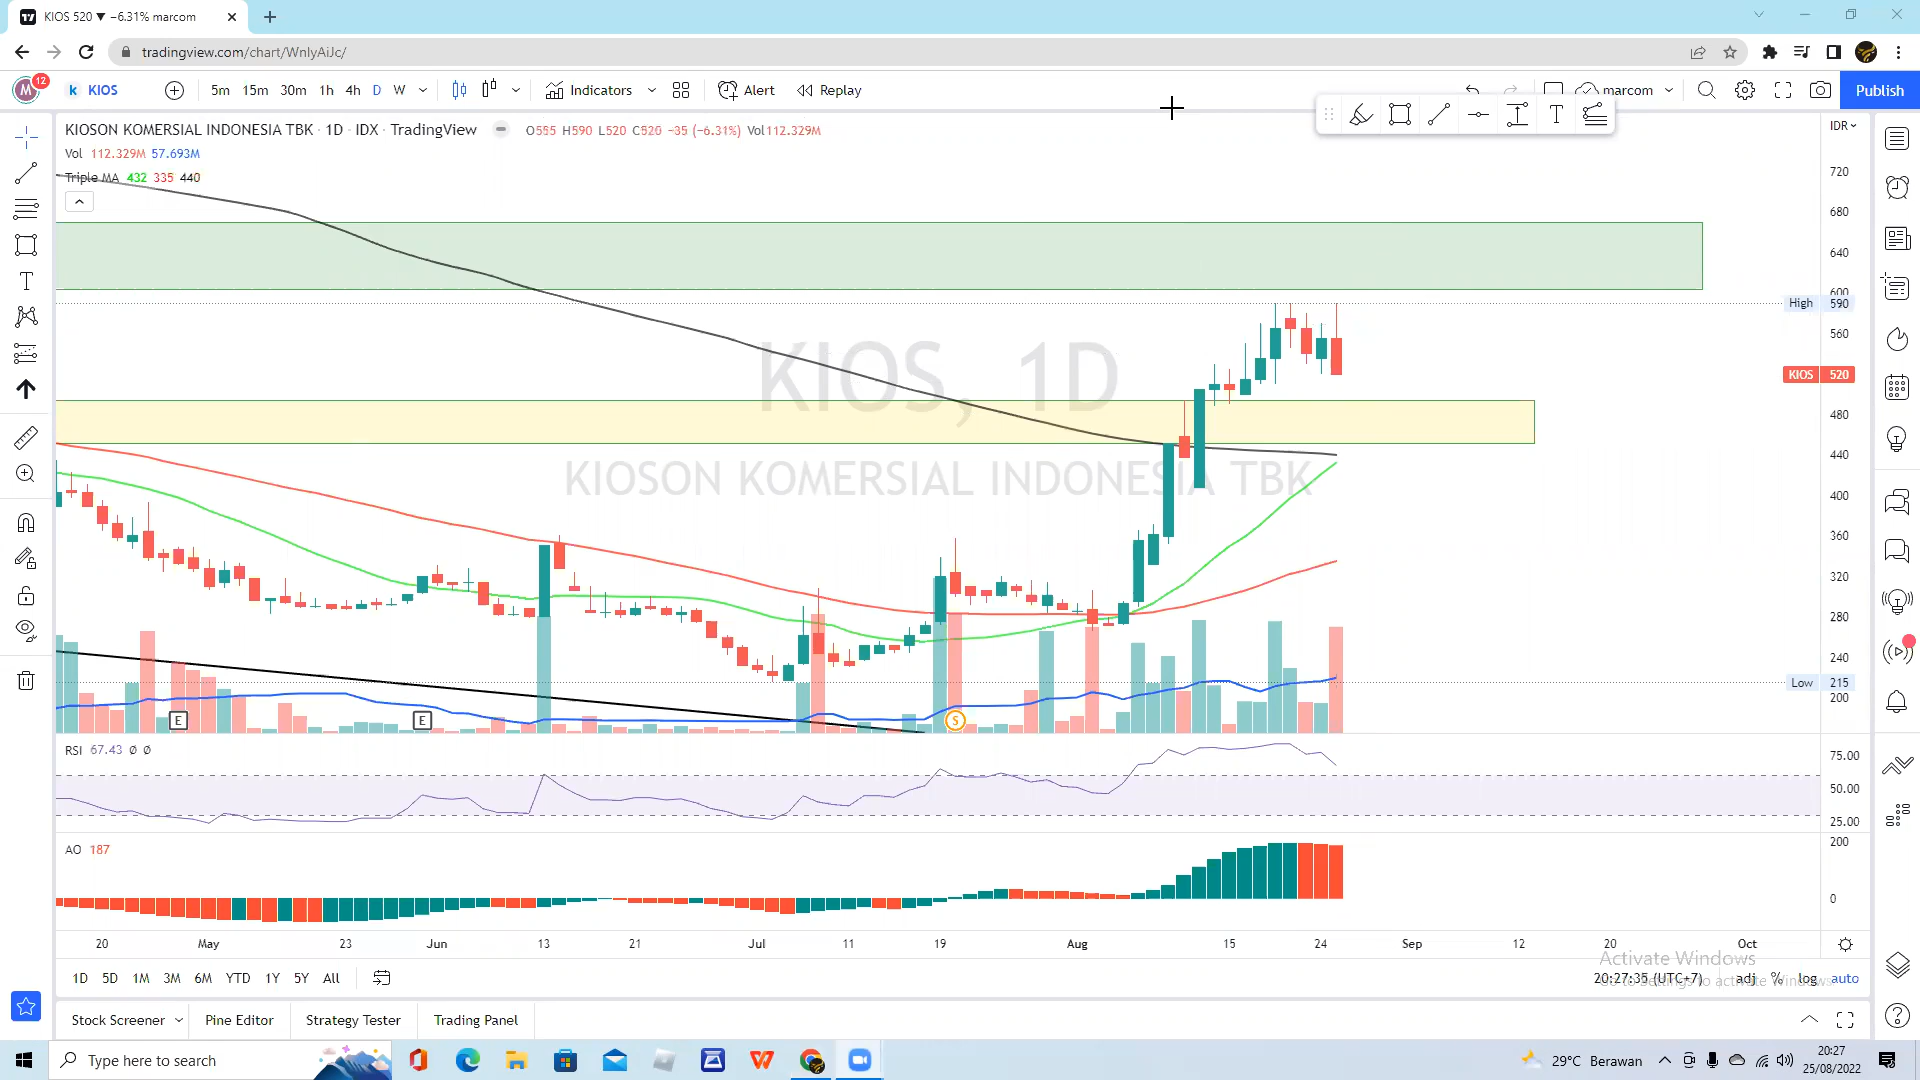 KIOS 520 ▼ −6.31% marcom
tradingview.com/chart/WnlyAiJc/
M 12 k KIOS 5m 15m 30m 1h 4h D W Indicators Alert Replay marcom Publish
KIOSON KOMERSIAL INDONESIA TBK · 1D · IDX · TradingView O555 H590 L520 C520 −35 (−6.31%) Vol112.329M
IDR
Vol 112.329M 57.693M
Triple MA 432 335 440
720
680
640
600
High 590
560
KIOS 520
480
440
400
360
320
280
240
Low 215
200
KIOS, 1D
KIOSON KOMERSIAL INDONESIA TBK
E E S
RSI 67.43 Ø Ø
75.00
50.00
25.00
AO 187
200
0
20 May 23 Jun 13 21 Jul 11 19 Aug 15 24 Sep 12 20 Oct
Activate Windows
Go to Settings to activate Windows.
1D 5D 1M 3M 6M YTD 1Y 5Y All 20:27:35 (UTC+7) adj % log auto
Stock Screener Pine Editor Strategy Tester Trading Panel
Type here to search 29°C Berawan 20:27
25/08/2022